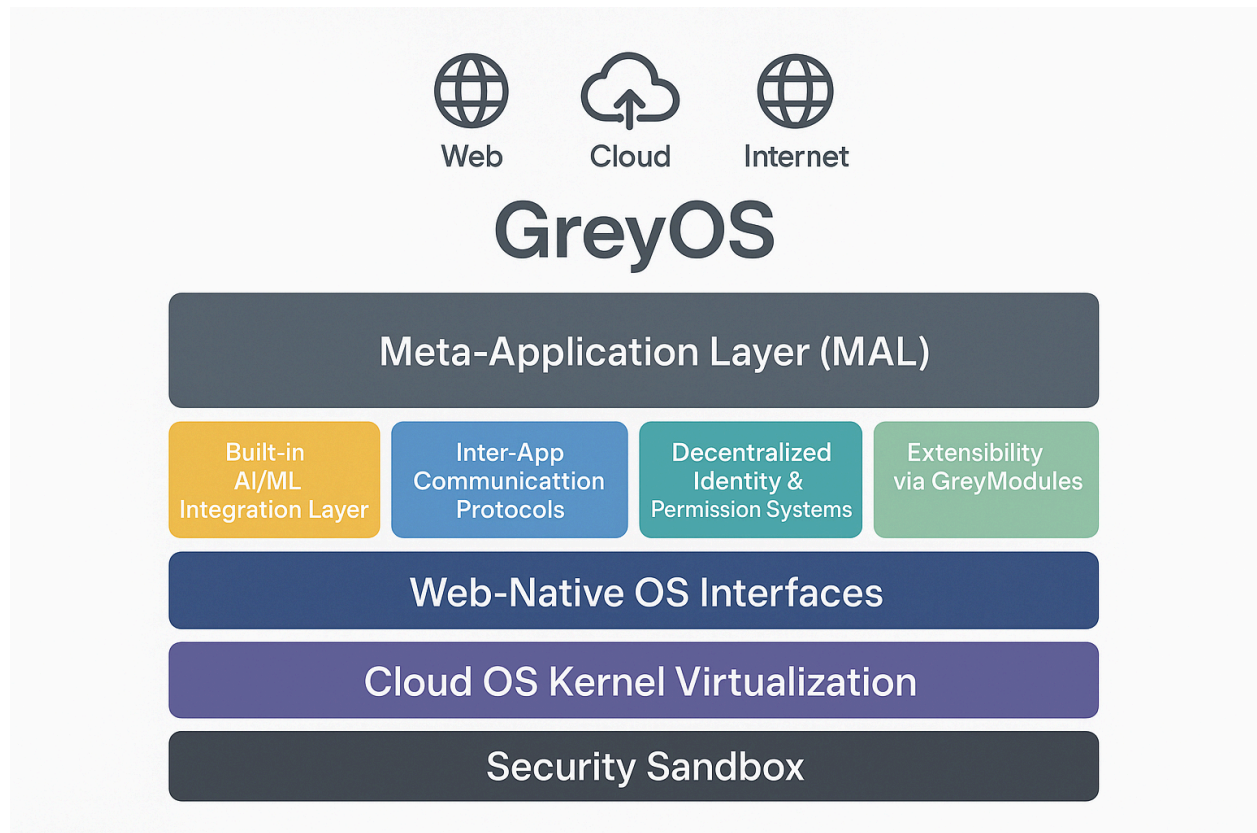 Web
Cloud
Internet
GreyOS
Meta-Application Layer (MAL)
Built-in
AI/ML
Integration Layer
Inter-App
Communicattion
Protocols
Decentralized
Identity &
Permission Systems
Extensibility
via GreyModules
Web-Native OS Interfaces
Cloud OS Kernel Virtualization
Security Sandbox